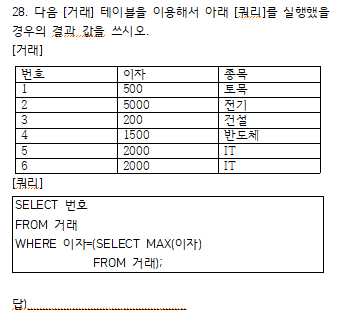 28. 다음 [거래] 테이블을 이용해서 아래 [쿼리]를 실행했을
경우의 결과 값을 쓰시오.
[거래]
번호 이자 종목
1 500 토목
2 5000 전기
3 200 건설
4 1500 반도체
5 2000 IT
6 2000 IT
[쿼리]
SELECT 번호
FROM 거래
WHERE 이자=(SELECT MAX(이자)
FROM 거래);
답)